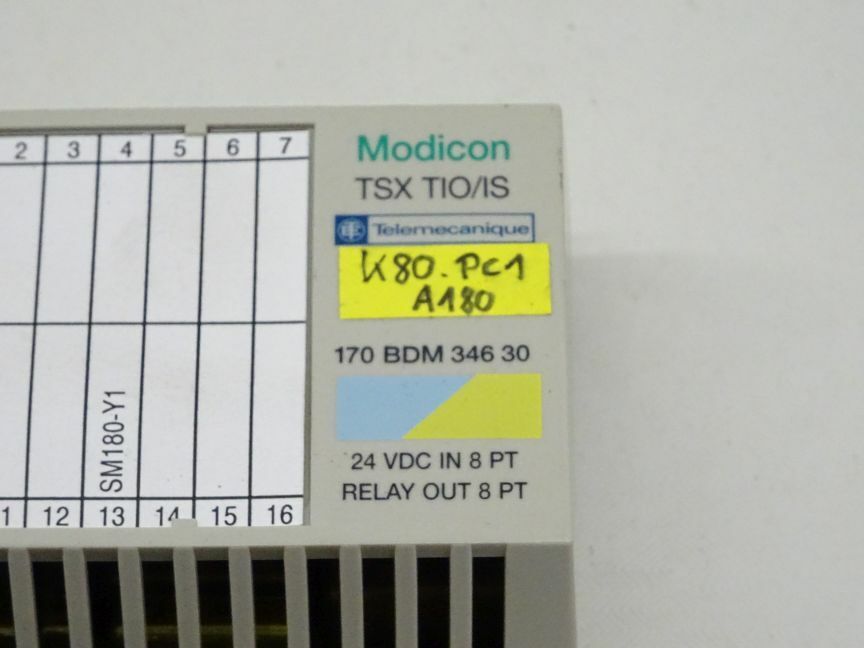 2 3 4 5 6 7
SM180-Y1
1 12 13 14 15 16
Modicon
TSX TIO/IS
Telemecanique
K80.PC1
A180
170 BDM 346 30
24 VDC IN 8 PT
RELAY OUT 8 PT